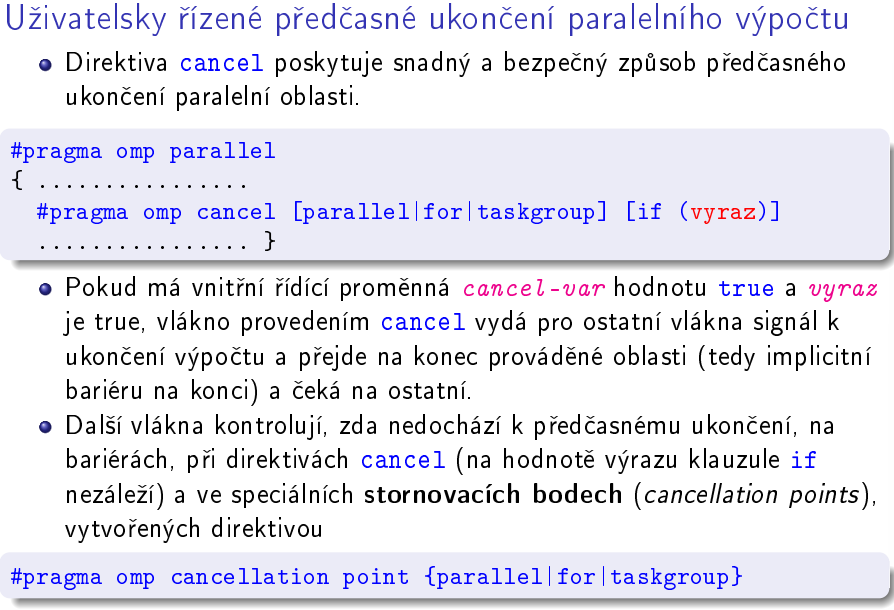 Uživatelsky řízené předčasné ukončení paralelního výpočtu
Direktiva cancel poskytuje snadný a bezpečný způsob předčasného
ukončení paralelní oblasti.
#pragma omp parallel
{ ................
#pragma omp cancel [parallel|for|taskgroup] [if (vyraz)]
................ }
Pokud má vnitřní řídící proměnná cancel-var hodnotu true a vyraz
je true, vlákno provedením cancel vydá pro ostatní vlákna signál k
ukončení výpočtu a přejde na konec prováděné oblasti (tedy implicitní
bariéru na konci) a čeká na ostatní.
Další vlákna kontrolují, zda nedochází k předčasnému ukončení, na
bariérách, při direktivách cancel (na hodnotě výrazu klauzule if
nezáleží) a ve speciálních stornovacích bodech (cancellation points),
vytvořených direktivou
#pragma omp cancellation point {parallel|for|taskgroup}